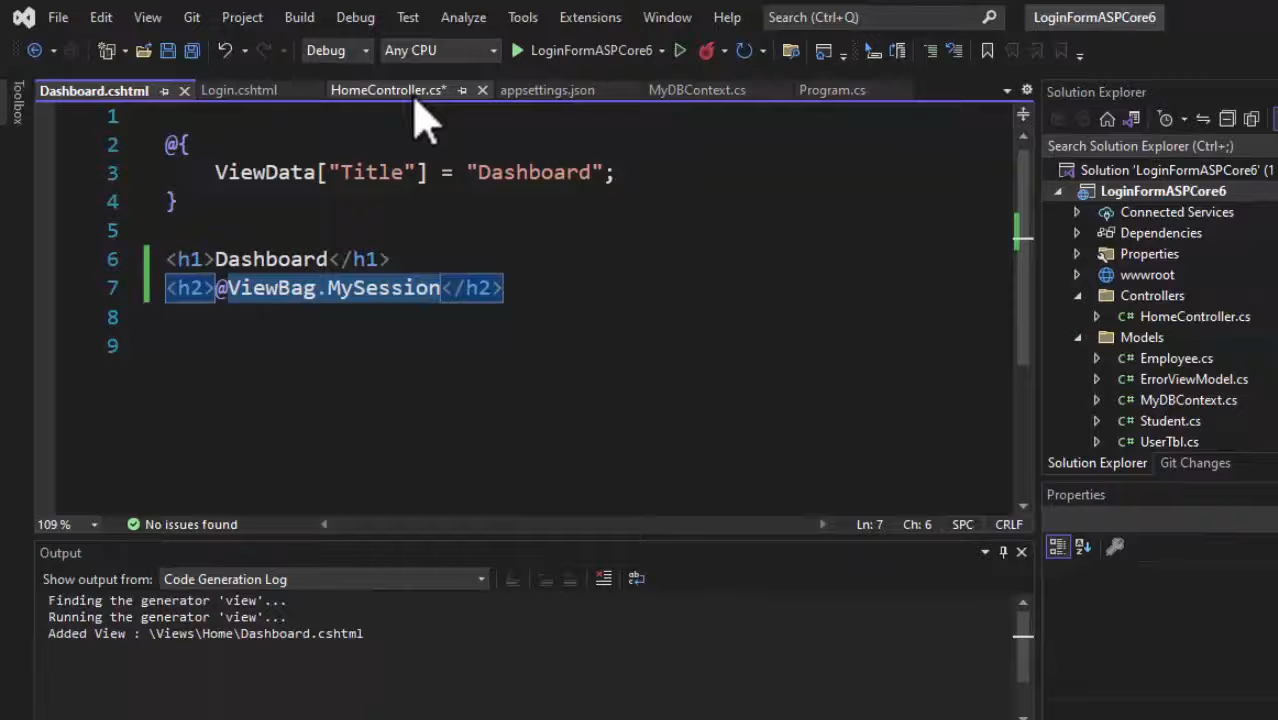 File Edit View Git Project Build Debug Test Analyze Tools Extensions Window Help Search (Ctrl+Q) LoginFormASPCore6
Debug Any CPU LoginFormASPCore6
Toolbox
Dashboard.cshtml Login.cshtml HomeController.cs* appsettings.json MyDBContext.cs Program.cs
1
2 @{
3 ViewData["Title"] = "Dashboard";
4 }
5
6 <h1>Dashboard</h1>
7 <h2>@ViewBag.MySession</h2>
8
9
109 % No issues found Ln: 7 Ch: 6 SPC CRLF
Output
Show output from: Code Generation Log
Finding the generator 'view'...
Running the generator 'view'...
Added View : \Views\Home\Dashboard.cshtml
Solution Explorer
Search Solution Explorer (Ctrl+;)
Solution 'LoginFormASPCore6' (1
LoginFormASPCore6
Connected Services
Dependencies
Properties
wwwroot
Controllers
C# HomeController.cs
Models
C# Employee.cs
C# ErrorViewModel.cs
C# MyDBContext.cs
C# Student.cs
C# UserTbl.cs
Solution Explorer Git Changes
Properties